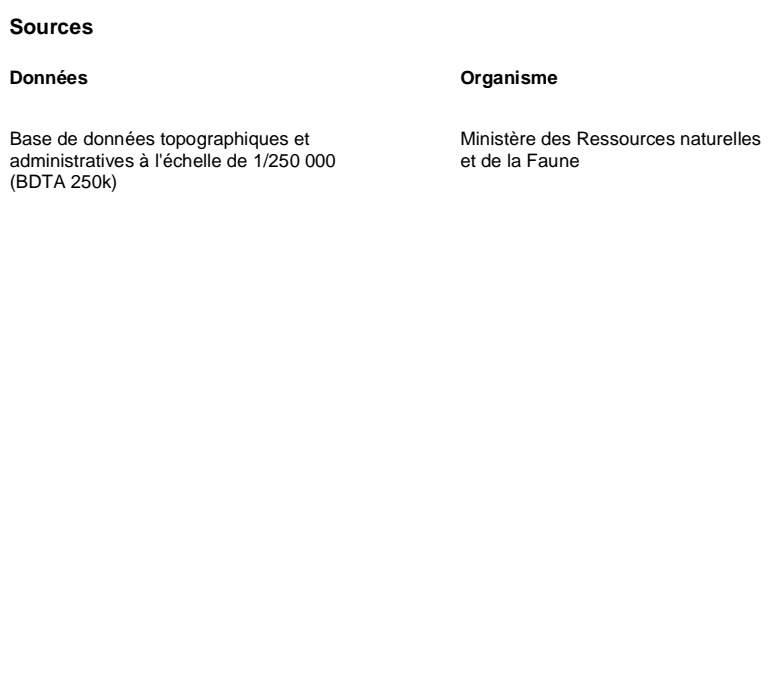 Sources
Données
Organisme
Base de données topographiques et
administratives à l'échelle de 1/250 000
(BDTA 250k)
Ministère des Ressources naturelles
et de la Faune